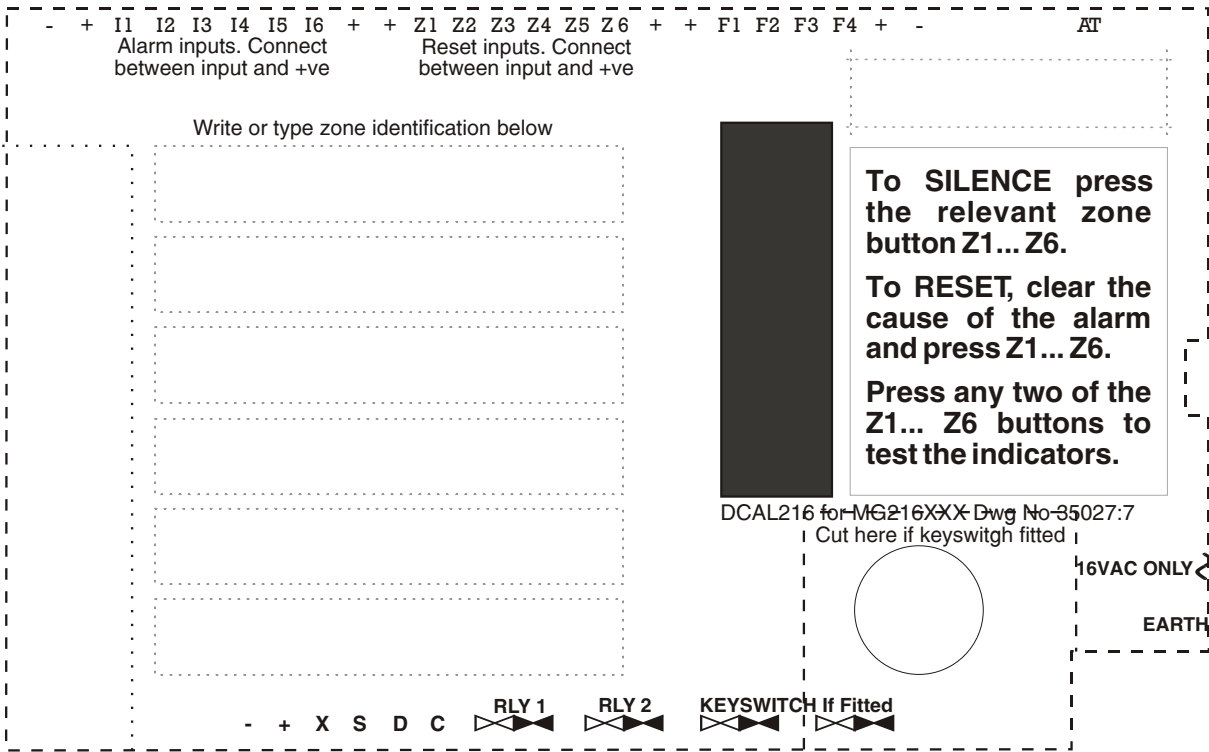 - + I1 I2 I3 I4 I5 I6 + + Z1 Z2 Z3 Z4 Z5 Z6 + + F1 F2 F3 F4 + - AT
Alarm inputs. Connect
between input and +ve
Reset inputs. Connect
between input and +ve
Write or type zone identification below
To SILENCE press
the relevant zone
button Z1... Z6.
To RESET, clear the
cause of the alarm
and press Z1... Z6.
Press any two of the
Z1... Z6 buttons to
test the indicators.
DCAL216 for MG216XXX Dwg No 35027:7
Cut here if keyswitgh fitted
16VAC ONLY
EARTH
- + X S D C RLY 1 RLY 2 KEYSWITCH If Fitted